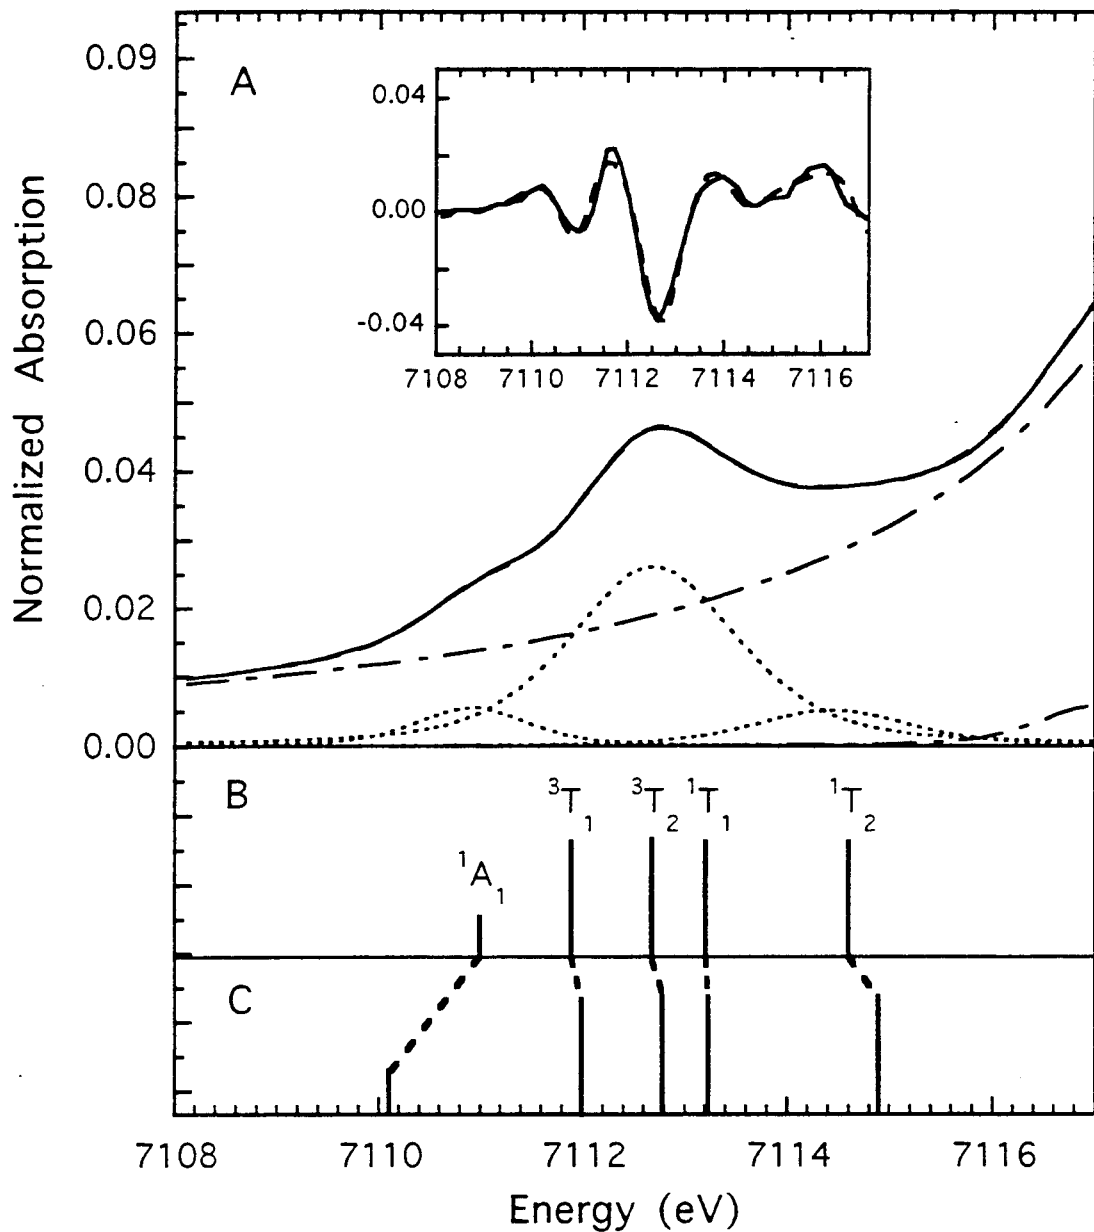 0.09
A
0.04
0.00
-0.04
7108 7110 7112 7114 7116
0.08
0.06
0.04
0.02
0.00
Normalized Absorption
B
³T₁ ³T₂ ¹T₁ ¹T₂
¹A₁
C
7108 7110 7112 7114 7116
Energy (eV)